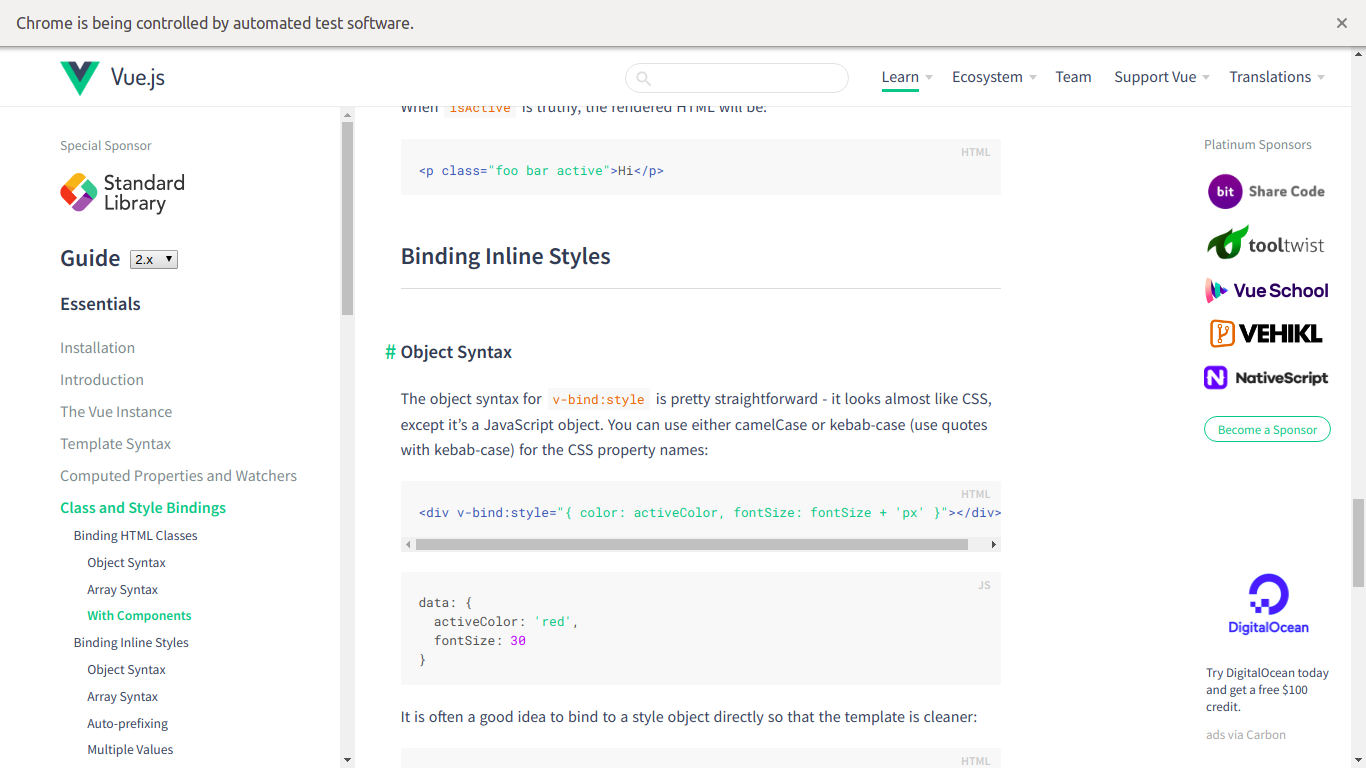 Chrome is being controlled by automated test software.
Vue.js
Learn
Ecosystem
Team
Support Vue
Translations
Special Sponsor
Standard
Library
Guide
2.x
Essentials
Installation
Introduction
The Vue Instance
Template Syntax
Computed Properties and Watchers
Class and Style Bindings
Binding HTML Classes
Object Syntax
Array Syntax
With Components
Binding Inline Styles
Object Syntax
Array Syntax
Auto-prefixing
Multiple Values
When isActive is truthy, the rendered HTML will be:
HTML
<p class="foo bar active">Hi</p>
Binding Inline Styles
# Object Syntax
The object syntax for v-bind:style is pretty straightforward - it looks almost like CSS,
except it’s a JavaScript object. You can use either camelCase or kebab-case (use quotes
with kebab-case) for the CSS property names:
HTML
<div v-bind:style="{ color: activeColor, fontSize: fontSize + 'px' }"></div>
JS
data: {
activeColor: 'red',
fontSize: 30
}
It is often a good idea to bind to a style object directly so that the template is cleaner:
HTML
Platinum Sponsors
bit Share Code
tooltwist
Vue School
VEHIKL
N NativeScript
Become a Sponsor
DigitalOcean
Try DigitalOcean today
and get a free $100
credit.
ads via Carbon